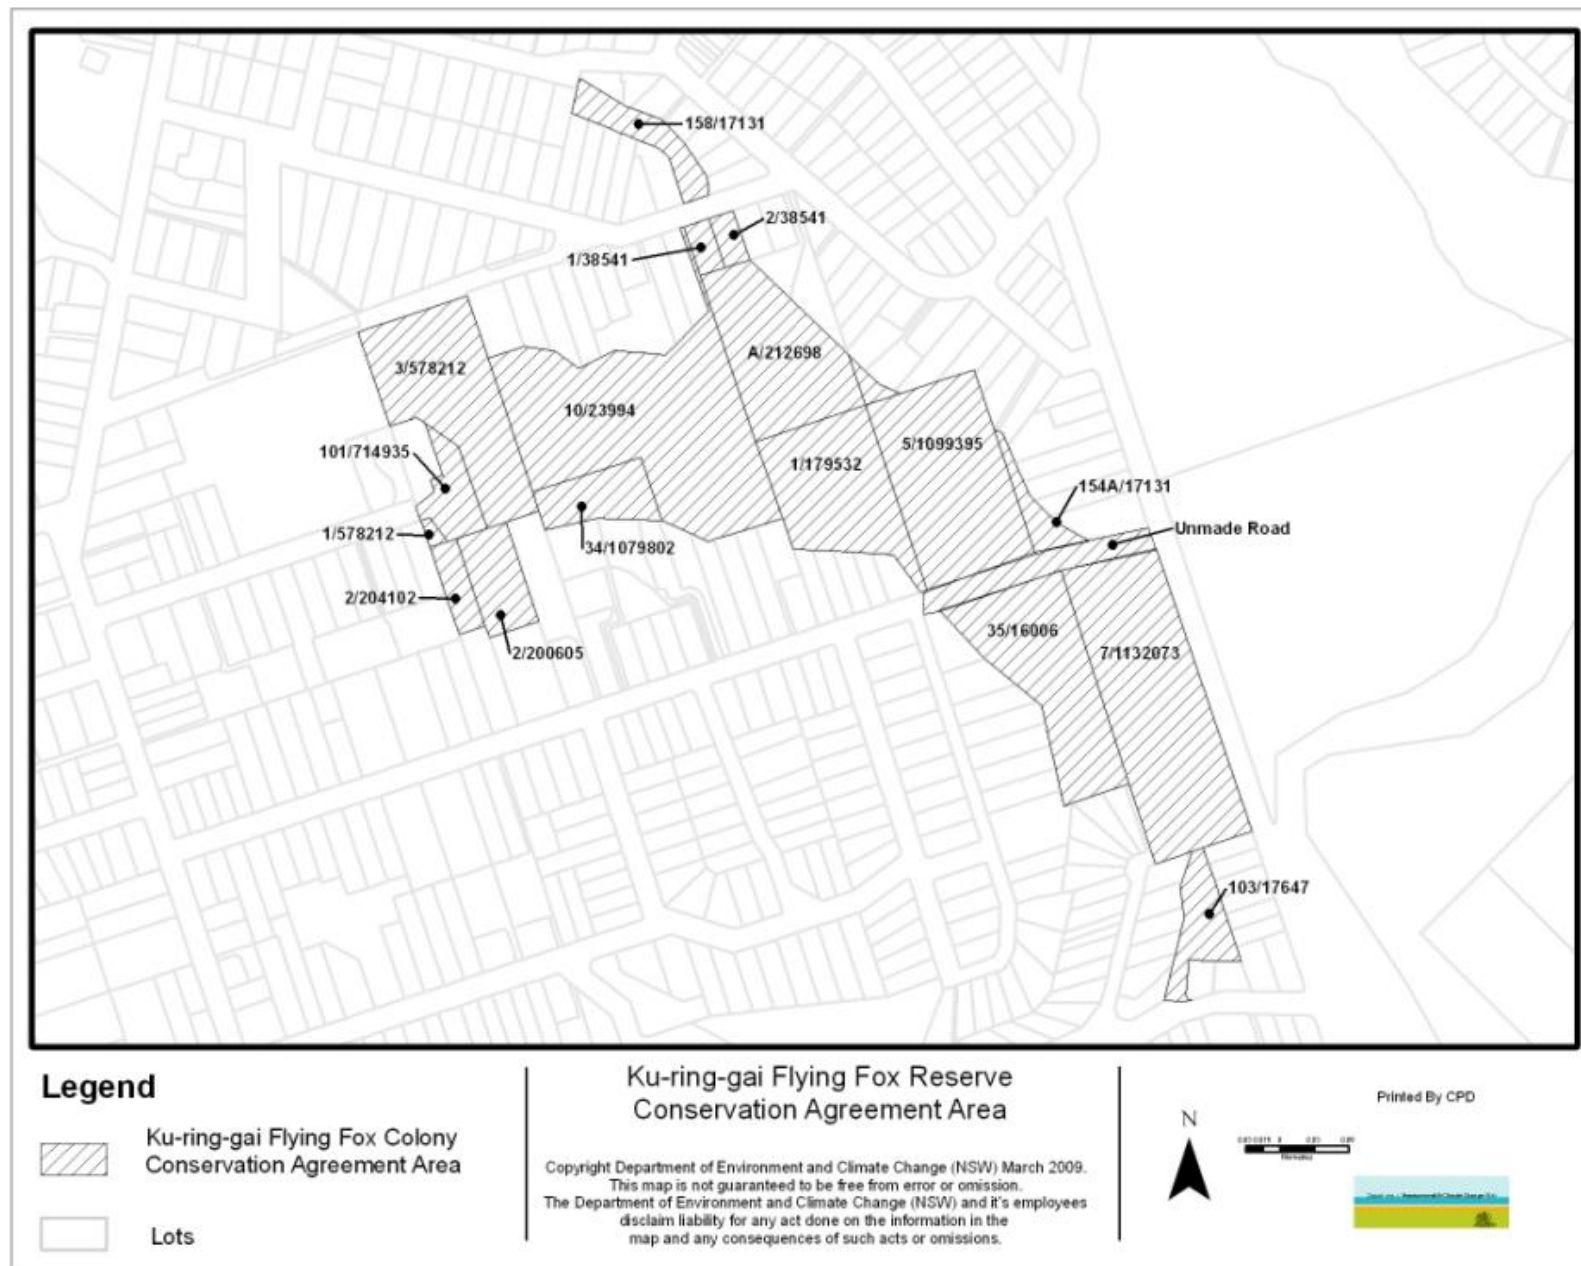 158/17131
2/38541
1/38541
A/212698
3/578212
10/23994
5/1099395
101/714935
1/179532
154A/17131
Unmade Road
1/578212
34/1079802
2/204102
35/16006
2/200605
7/1132073
103/17647
Legend
Ku-ring-gai Flying Fox Colony
Conservation Agreement Area
Lots
Ku-ring-gai Flying Fox Reserve
Conservation Agreement Area
Copyright Department of Environment and Climate Change (NSW) March 2009.
This map is not guaranteed to be free from error or omission.
The Department of Environment and Climate Change (NSW) and it's employees
disclaim liability for any act done on the information in the
map and any consequences of such acts or omissions.
N
Printed By CPD